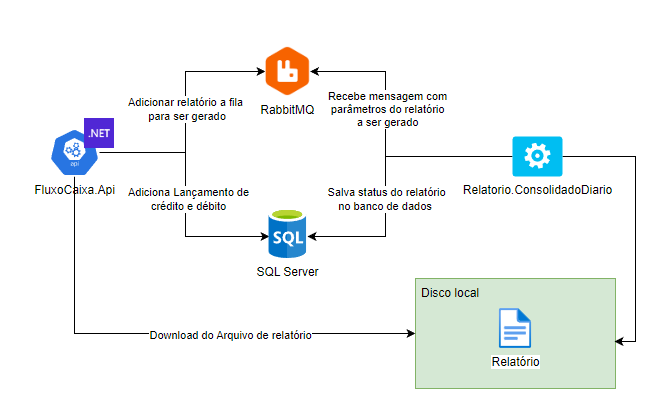 RabbitMQ
Adicionar relatório a fila
para ser gerado
Recebe mensagem com
parâmetros do relatório
a ser gerado
.NET
api
FluxoCaixa.Api
Relatorio.ConsolidadoDiario
Adiciona Lançamento de
crédito e débito
Salva status do relatório
no banco de dados
SQL
SQL Server
Disco local
Download do Arquivo de relatório
Relatório